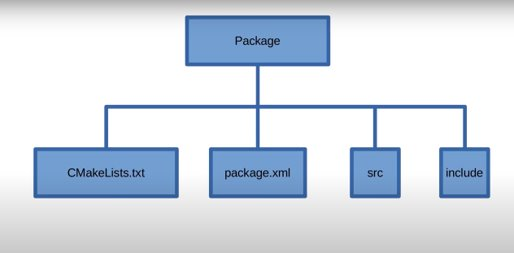 Package
CMakeLists.txt
package.xml
src
include